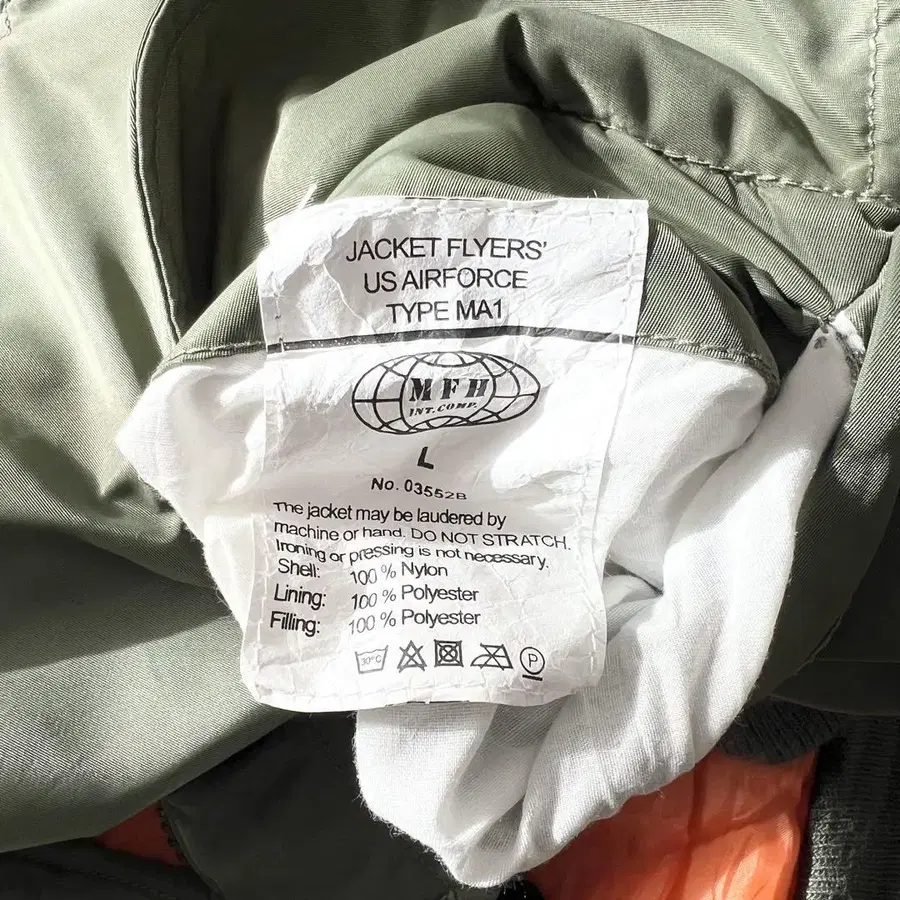 JACKET FLYERS'
US AIRFORCE
TYPE MA1
MFH
INT. COMP.
L
No. 03552B
The jacket may be laudered by
machine or hand. DO NOT STRATCH.
Ironing or pressing is not necessary.
Shell: 100 % Nylon
Lining: 100 % Polyester
Filling: 100 % Polyester
30°C
P